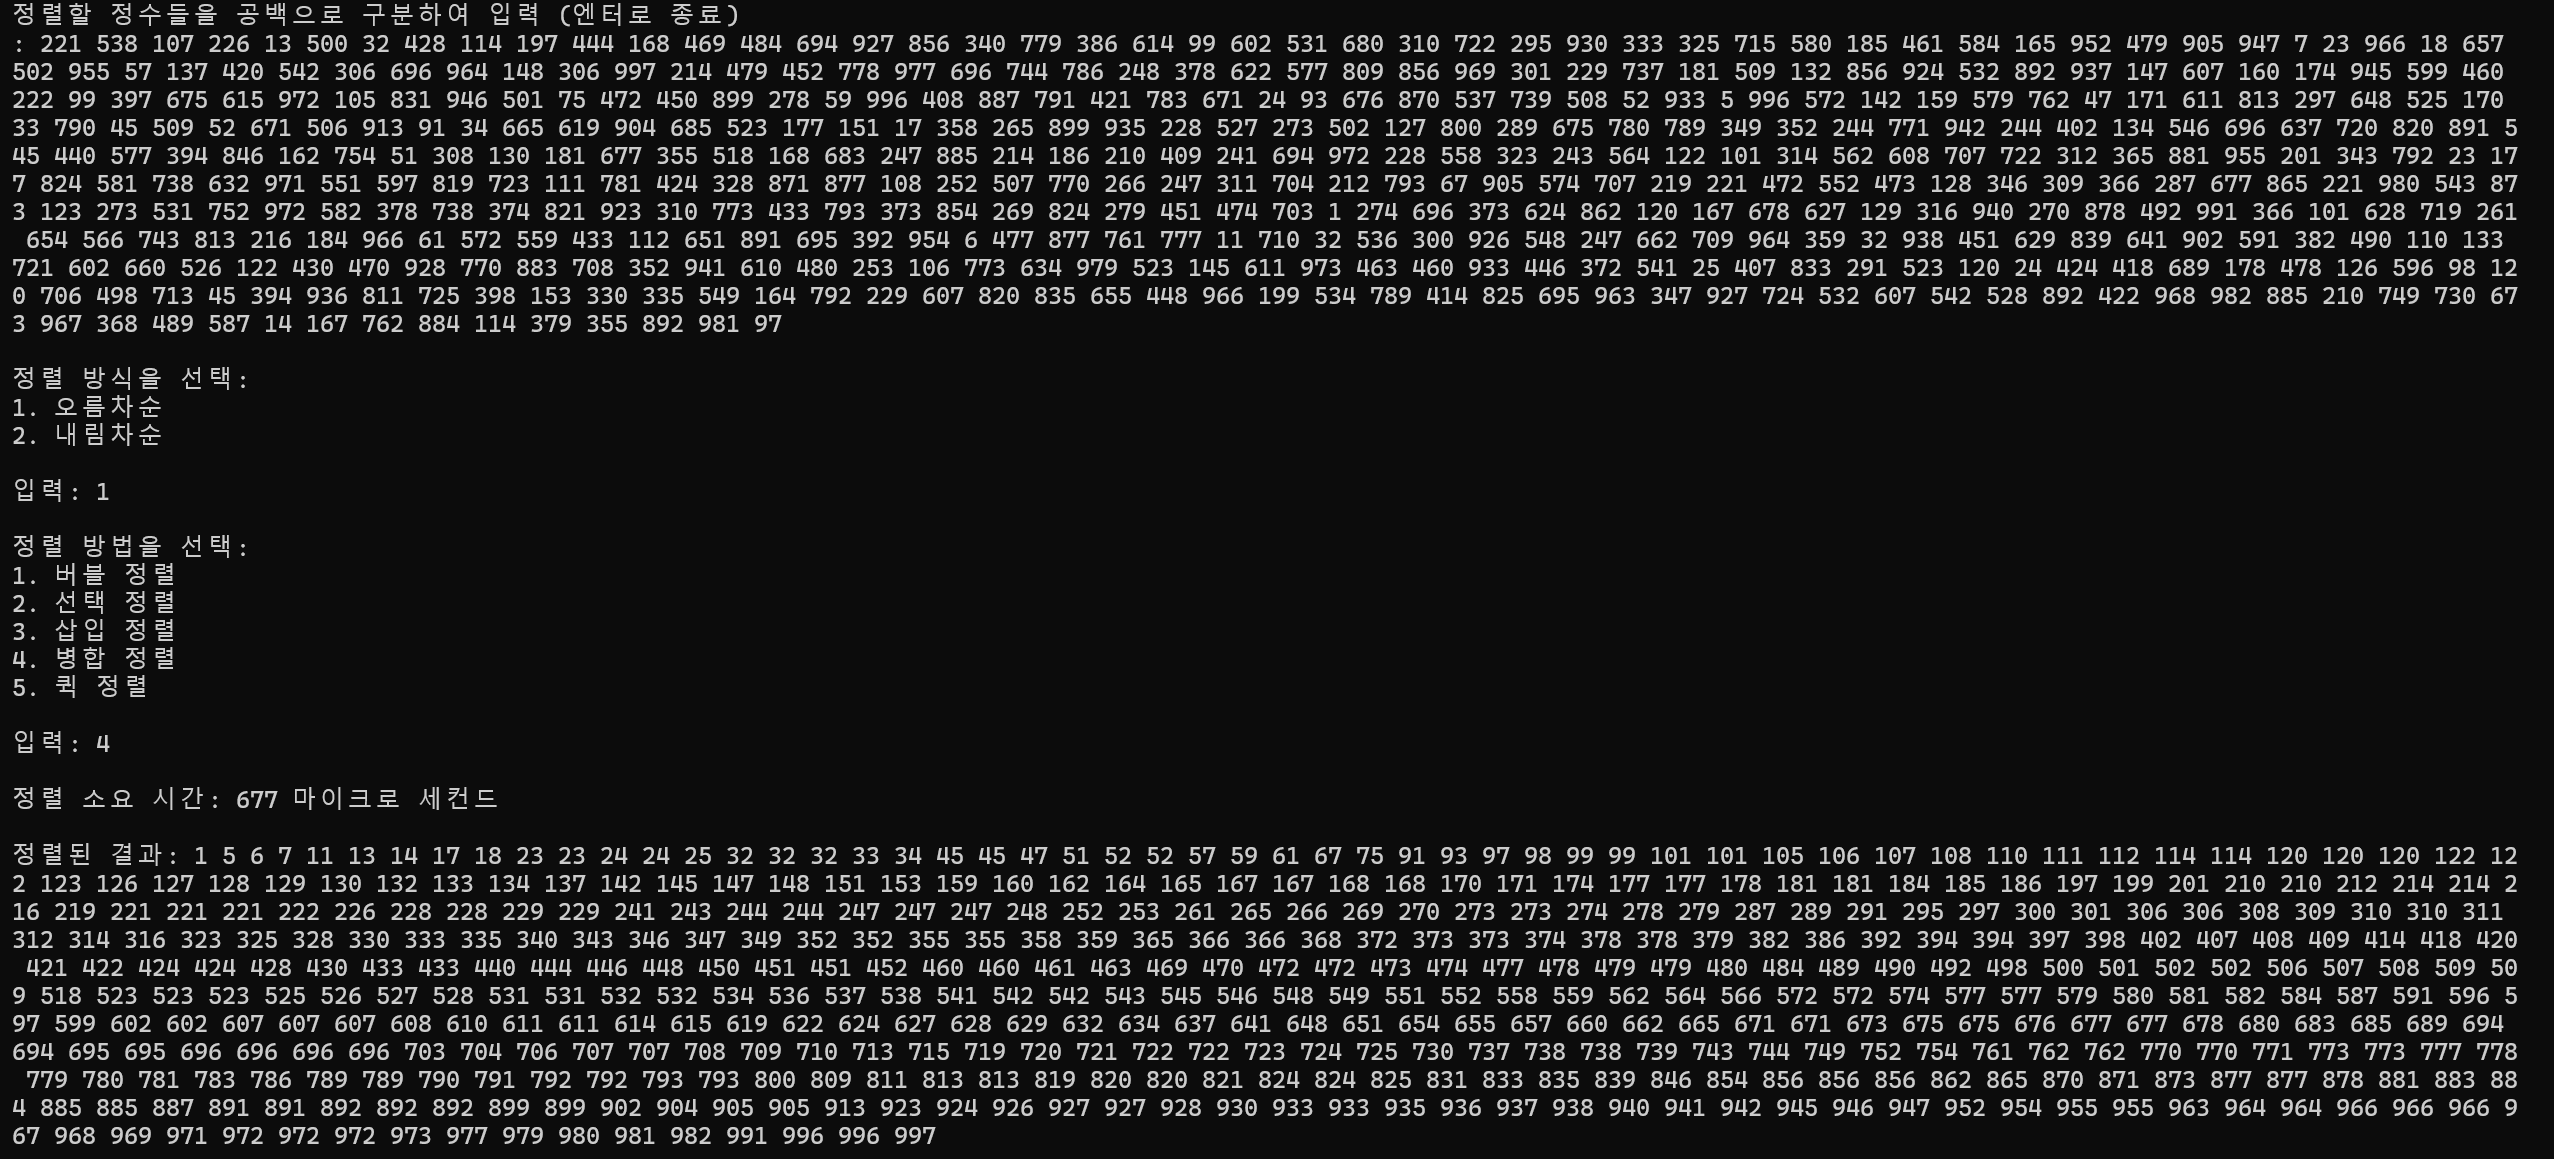 정렬할 정수들을 공백으로 구분하여 입력 (엔터로 종료)
: 221 538 107 226 13 500 32 428 114 197 444 168 469 484 694 927 856 340 779 386 614 99 602 531 680 310 722 295 930 333 325 715 580 185 461 584 165 952 479 905 947 7 23 966 18 657
502 955 57 137 420 542 306 696 964 148 306 997 214 479 452 778 977 696 744 786 248 378 622 577 809 856 969 301 229 737 181 509 132 856 924 532 892 937 147 607 160 174 945 599 460
222 99 397 675 615 972 105 831 946 501 75 472 450 899 278 59 996 408 887 791 421 783 671 24 93 676 870 537 739 508 52 933 5 996 572 142 159 579 762 47 171 611 813 297 648 525 170
33 790 45 509 52 671 506 913 91 34 665 619 904 685 523 177 151 17 358 265 899 935 228 527 273 502 127 800 289 675 780 789 349 352 244 771 942 244 402 134 546 696 637 720 820 891 5
45 440 577 394 846 162 754 51 308 130 181 677 355 518 168 683 247 885 214 186 210 409 241 694 972 228 558 323 243 564 122 101 314 562 608 707 722 312 365 881 955 201 343 792 23 17
7 824 581 738 632 971 551 597 819 723 111 781 424 328 871 877 108 252 507 770 266 247 311 704 212 793 67 905 574 707 219 221 472 552 473 128 346 309 366 287 677 865 221 980 543 87
3 123 273 531 752 972 582 378 738 374 821 923 310 773 433 793 373 854 269 824 279 451 474 703 1 274 696 373 624 862 120 167 678 627 129 316 940 270 878 492 991 366 101 628 719 261
654 566 743 813 216 184 966 61 572 559 433 112 651 891 695 392 954 6 477 877 761 777 11 710 32 536 300 926 548 247 662 709 964 359 32 938 451 629 839 641 902 591 382 490 110 133
721 602 660 526 122 430 470 928 770 883 708 352 941 610 480 253 106 773 634 979 523 145 611 973 463 460 933 446 372 541 25 407 833 291 523 120 24 424 418 689 178 478 126 596 98 12
0 706 498 713 45 394 936 811 725 398 153 330 335 549 164 792 229 607 820 835 655 448 966 199 534 789 414 825 695 963 347 927 724 532 607 542 528 892 422 968 982 885 210 749 730 67
3 967 368 489 587 14 167 762 884 114 379 355 892 981 97
정렬 방식을 선택:
1. 오름차순
2. 내림차순
입력: 1
정렬 방법을 선택:
1. 버블 정렬
2. 선택 정렬
3. 삽입 정렬
4. 병합 정렬
5. 퀵 정렬
입력: 4
정렬 소요 시간: 677 마이크로 세컨드
정렬된 결과: 1 5 6 7 11 13 14 17 18 23 23 24 24 25 32 32 32 33 34 45 45 47 51 52 52 57 59 61 67 75 91 93 97 98 99 99 101 101 105 106 107 108 110 111 112 114 114 120 120 120 122 12
2 123 126 127 128 129 130 132 133 134 137 142 145 147 148 151 153 159 160 162 164 165 167 167 168 168 170 171 174 177 177 178 181 181 184 185 186 197 199 201 210 210 212 214 214 2
16 219 221 221 221 222 226 228 228 229 229 241 243 244 244 247 247 247 248 252 253 261 265 266 269 270 273 273 274 278 279 287 289 291 295 297 300 301 306 306 308 309 310 310 311
312 314 316 323 325 328 330 333 335 340 343 346 347 349 352 352 355 355 358 359 365 366 366 368 372 373 373 374 378 378 379 382 386 392 394 394 397 398 402 407 408 409 414 418 420
421 422 424 424 428 430 433 433 440 444 446 448 450 451 451 452 460 460 461 463 469 470 472 472 473 474 477 478 479 479 480 484 489 490 492 498 500 501 502 502 506 507 508 509 50
9 518 523 523 523 525 526 527 528 531 531 532 532 534 536 537 538 541 542 542 543 545 546 548 549 551 552 558 559 562 564 566 572 572 574 577 577 579 580 581 582 584 587 591 596 5
97 599 602 602 607 607 607 608 610 611 611 614 615 619 622 624 627 628 629 632 634 637 641 648 651 654 655 657 660 662 665 671 671 673 675 675 676 677 677 678 680 683 685 689 694
694 695 695 696 696 696 696 703 704 706 707 707 708 709 710 713 715 719 720 721 722 722 723 724 725 730 737 738 738 739 743 744 749 752 754 761 762 762 770 770 771 773 773 777 778
779 780 781 783 786 789 789 790 791 792 792 793 793 800 809 811 813 813 819 820 820 821 824 824 825 831 833 835 839 846 854 856 856 856 862 865 870 871 873 877 877 878 881 883 88
4 885 885 887 891 891 892 892 892 899 899 902 904 905 905 913 923 924 926 927 927 928 930 933 933 935 936 937 938 940 941 942 945 946 947 952 954 955 955 963 964 964 966 966 966 9
67 968 969 971 972 972 972 973 977 979 980 981 982 991 996 996 997